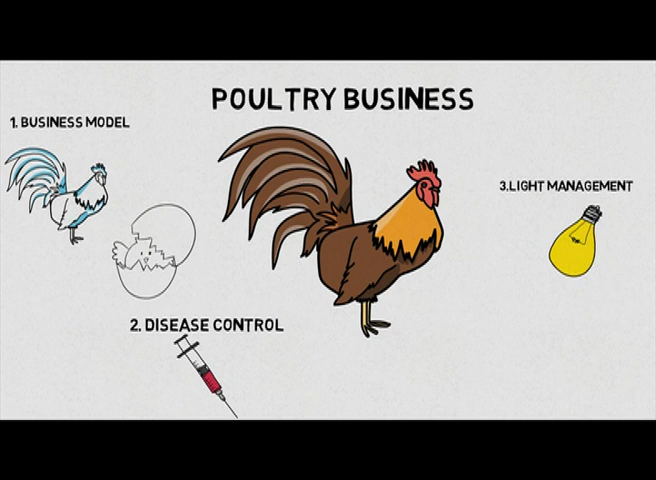 POULTRY BUSINESS
1. BUSINESS MODEL
3.LIGHT MANAGEMENT
2. DISEASE CONTROL